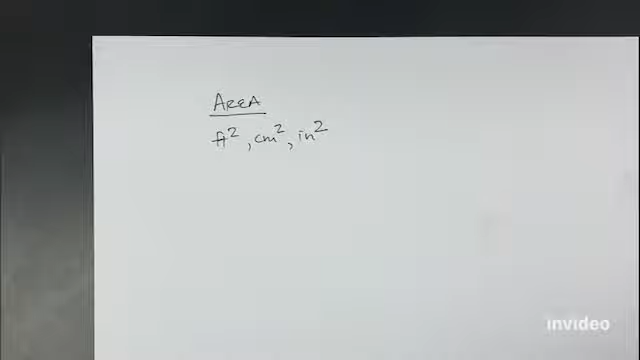 AREA
ft², cm², in²
invideo